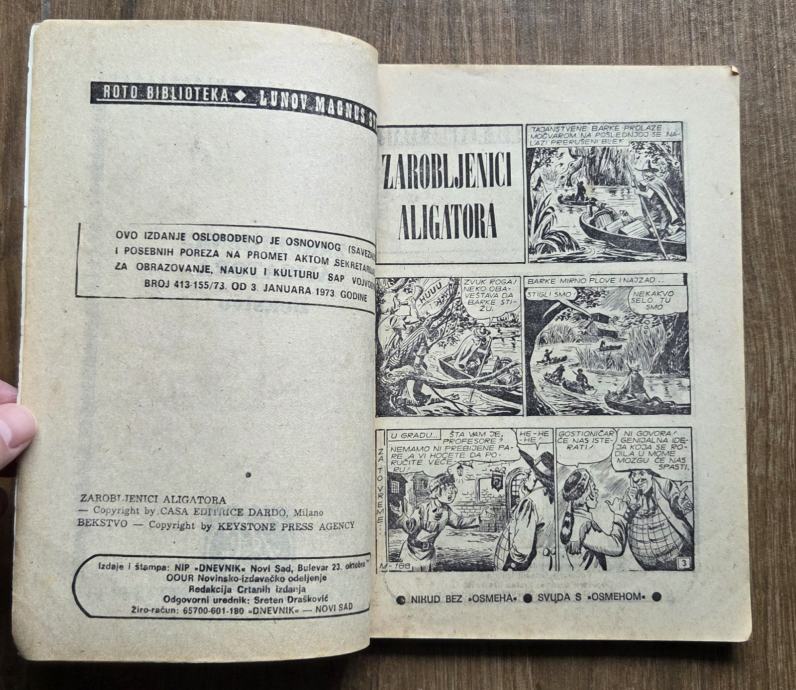 ROTO BIBLIOTEKA ◆ LUNOV MAGNUS
OVO IZDANJE OSLOBOĐENO JE OSNOVNOG
I POSEBNIH POREZA NA PROMET AKTOM
ZA OBRAZOVANJE, NAUKU I KULTURU SAP
BROJ 413-155/73. OD 3. JANUARA 1973. GODINE
ZAROBLJENICI ALIGATORA
— Copyright by CASA EDITRICE DARDO, Milano
BEKSTVO — Copyright by KEYSTONE PRESS AGENCY
Izdaje i štampa: NIP »DNEVNIK« Novi Sad, Bulevar 23. oktobra
OOUR Novinsko-izdavačko odeljenje
Redakcija Crtanih izdanja
Odgovorni urednik: Sreten Drašković
Žiro-račun: 65700-601-180 »DNEVNIK« — NOVI SAD
ZAROBLJENICI
ALIGATORA
TAJANSTVENE BARKE PROLAZE
MOČVAROM. NA POSLEDNJOJ SE NA-
LAZI PRERUŠENI BLEK.
HUUU
ZVUK ROGA!
NEKO OBA-
VEŠTAVA DA
BARKE STI-
ŽU.
BARKE MIRNO PLOVE I NAJZAD...
STIGLI SMO
NEKAKVO
SELO. TU
SMO
ZA TO VREME:
U GRADU...
ŠTA VAM JE,
PROFESORE?
NEMAMO NI PREBIJENE PA-
RE, A VI HOĆETE DA PO-
RUČITE VEČE-
RU!
HE-HE-
HE!
GOSTIONIČAR
ĆE NAS ISTE-
RATI!
NI GOVORA!
GENIJALNA IDE-
JA KOJA SE RO-
DILA U MOME
MOZGU ĆE NAS
SPASTI.
M-188
3
● NIKUD BEZ »OSMEHA« ● SVUDA S »OSMEHOM« ●